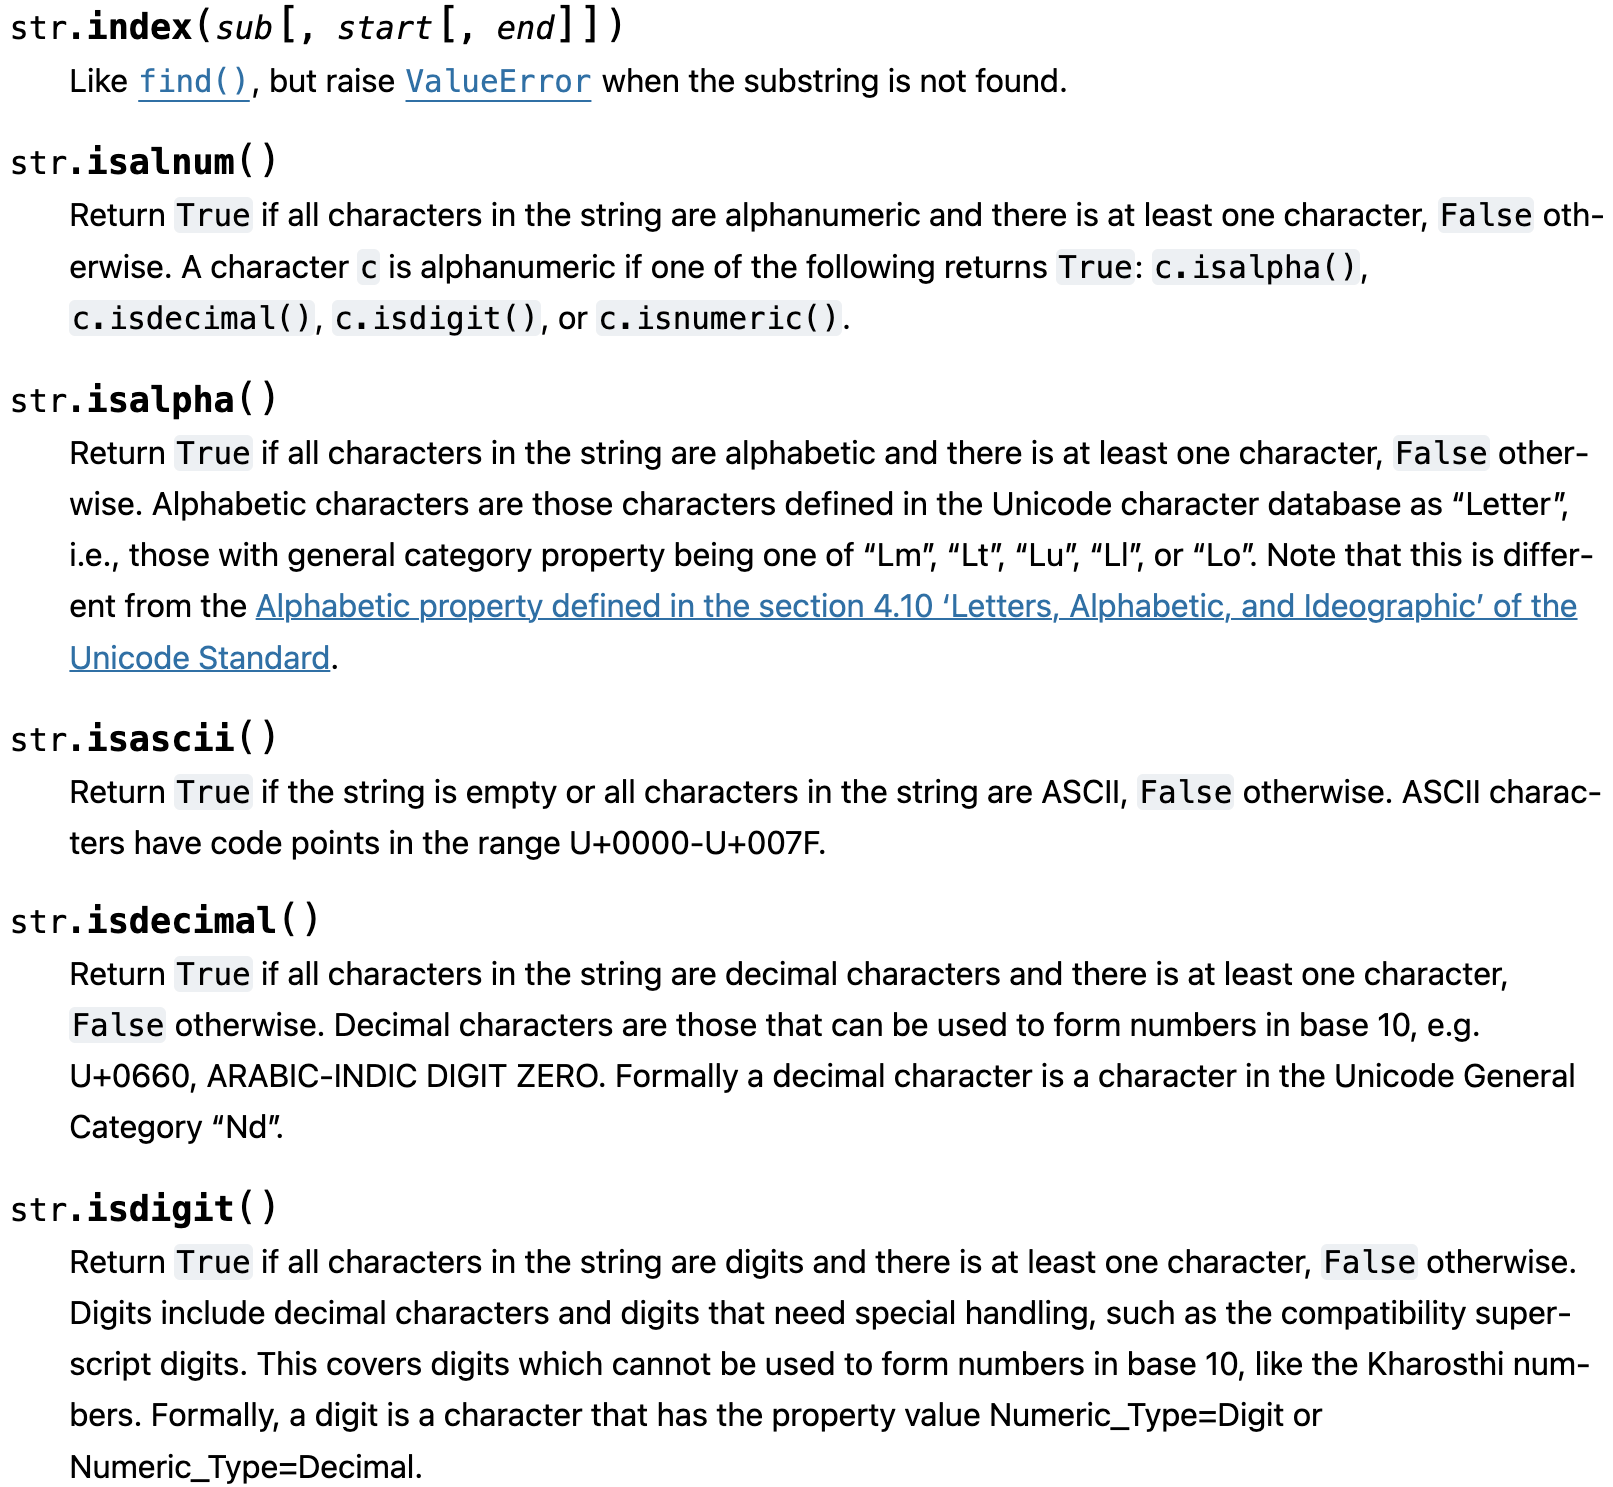 str.index(sub[, start[, end]])
Like find(), but raise ValueError when the substring is not found.
str.isalnum()
Return True if all characters in the string are alphanumeric and there is at least one character, False oth-
erwise. A character c is alphanumeric if one of the following returns True: c.isalpha(),
c.isdecimal(), c.isdigit(), or c.isnumeric().
str.isalpha()
Return True if all characters in the string are alphabetic and there is at least one character, False other-
wise. Alphabetic characters are those characters defined in the Unicode character database as “Letter”,
i.e., those with general category property being one of “Lm”, “Lt”, “Lu”, “Ll”, or “Lo”. Note that this is differ-
ent from the Alphabetic property defined in the section 4.10 ‘Letters, Alphabetic, and Ideographic’ of the
Unicode Standard.
str.isascii()
Return True if the string is empty or all characters in the string are ASCII, False otherwise. ASCII charac-
ters have code points in the range U+0000-U+007F.
str.isdecimal()
Return True if all characters in the string are decimal characters and there is at least one character,
False otherwise. Decimal characters are those that can be used to form numbers in base 10, e.g.
U+0660, ARABIC-INDIC DIGIT ZERO. Formally a decimal character is a character in the Unicode General
Category “Nd”.
str.isdigit()
Return True if all characters in the string are digits and there is at least one character, False otherwise.
Digits include decimal characters and digits that need special handling, such as the compatibility super-
script digits. This covers digits which cannot be used to form numbers in base 10, like the Kharosthi num-
bers. Formally, a digit is a character that has the property value Numeric_Type=Digit or
Numeric_Type=Decimal.